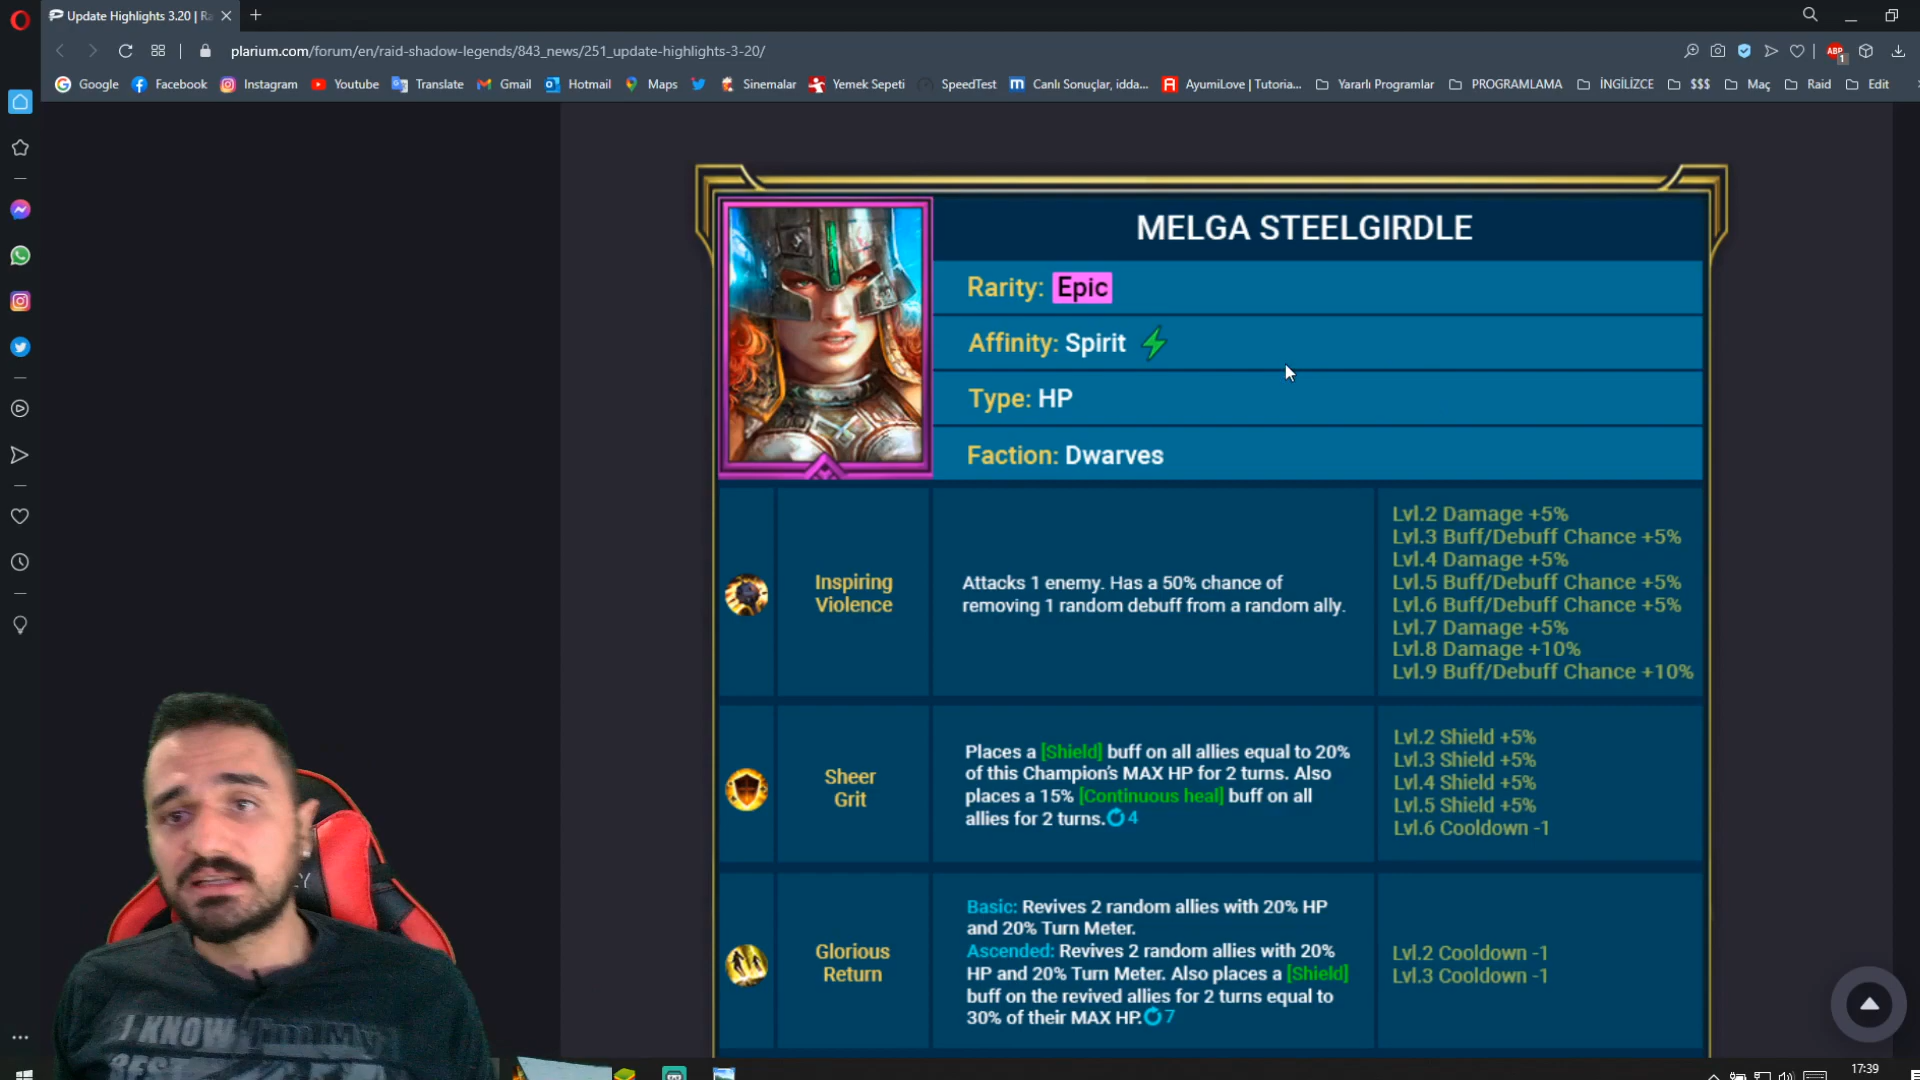 Update Highlights 3.20 | Ra
plarium.com/forum/en/raid-shadow-legends/843_news/251_update-highlights-3-20/
ABP
1
Google Facebook Instagram Youtube Translate Gmail Hotmail Maps Sinemalar Yemek Sepeti SpeedTest Canlı Sonuçlar, idda... AyumiLove | Tutoria... Yararlı Programlar PROGRAMLAMA İNGİLİZCE $$$ Maç Raid Edit
MELGA STEELGIRDLE
Rarity: Epic
Affinity: Spirit
Type: HP
Faction: Dwarves
Inspiring
Violence
Attacks 1 enemy. Has a 50% chance of
removing 1 random debuff from a random ally.
Lvl.2 Damage +5%
Lvl.3 Buff/Debuff Chance +5%
Lvl.4 Damage +5%
Lvl.5 Buff/Debuff Chance +5%
Lvl.6 Buff/Debuff Chance +5%
Lvl.7 Damage +5%
Lvl.8 Damage +10%
Lvl.9 Buff/Debuff Chance +10%
Sheer
Grit
Places a [Shield] buff on all allies equal to 20%
of this Champion's MAX HP for 2 turns. Also
places a 15% [Continuous heal] buff on all
allies for 2 turns. 4
Lvl.2 Shield +5%
Lvl.3 Shield +5%
Lvl.4 Shield +5%
Lvl.5 Shield +5%
Lvl.6 Cooldown -1
Glorious
Return
Basic: Revives 2 random allies with 20% HP
and 20% Turn Meter.
Ascended: Revives 2 random allies with 20%
HP and 20% Turn Meter. Also places a [Shield]
buff on the revived allies for 2 turns equal to
30% of their MAX HP. 7
Lvl.2 Cooldown -1
Lvl.3 Cooldown -1
I KNOW I'm My
17:39